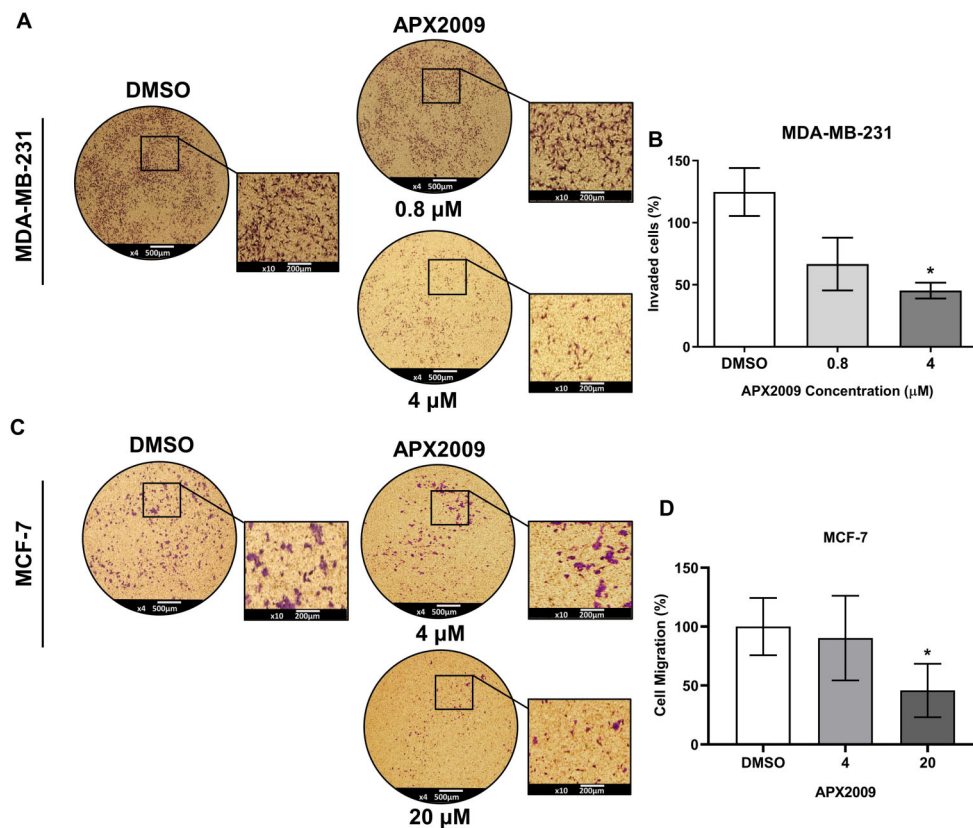 A
DMSO
APX2009
MDA-MB-231
x4 500µm
x10 200µm
x4 500µm
0.8 µM
x10 200µm
x4 500µm
4 µM
x10 200µm
B
MDA-MB-231
Invaded cells (%)
150
100
50
0
DMSO
0.8
4
*
APX2009 Concentration (µM)
C
DMSO
APX2009
MCF-7
x4 500µm
x10 200µm
x4 500µm
4 µM
x10 200µm
x4 500µm
20 µM
x10 200µm
D
MCF-7
Cell Migration (%)
150
100
50
0
DMSO
4
20
*
APX2009